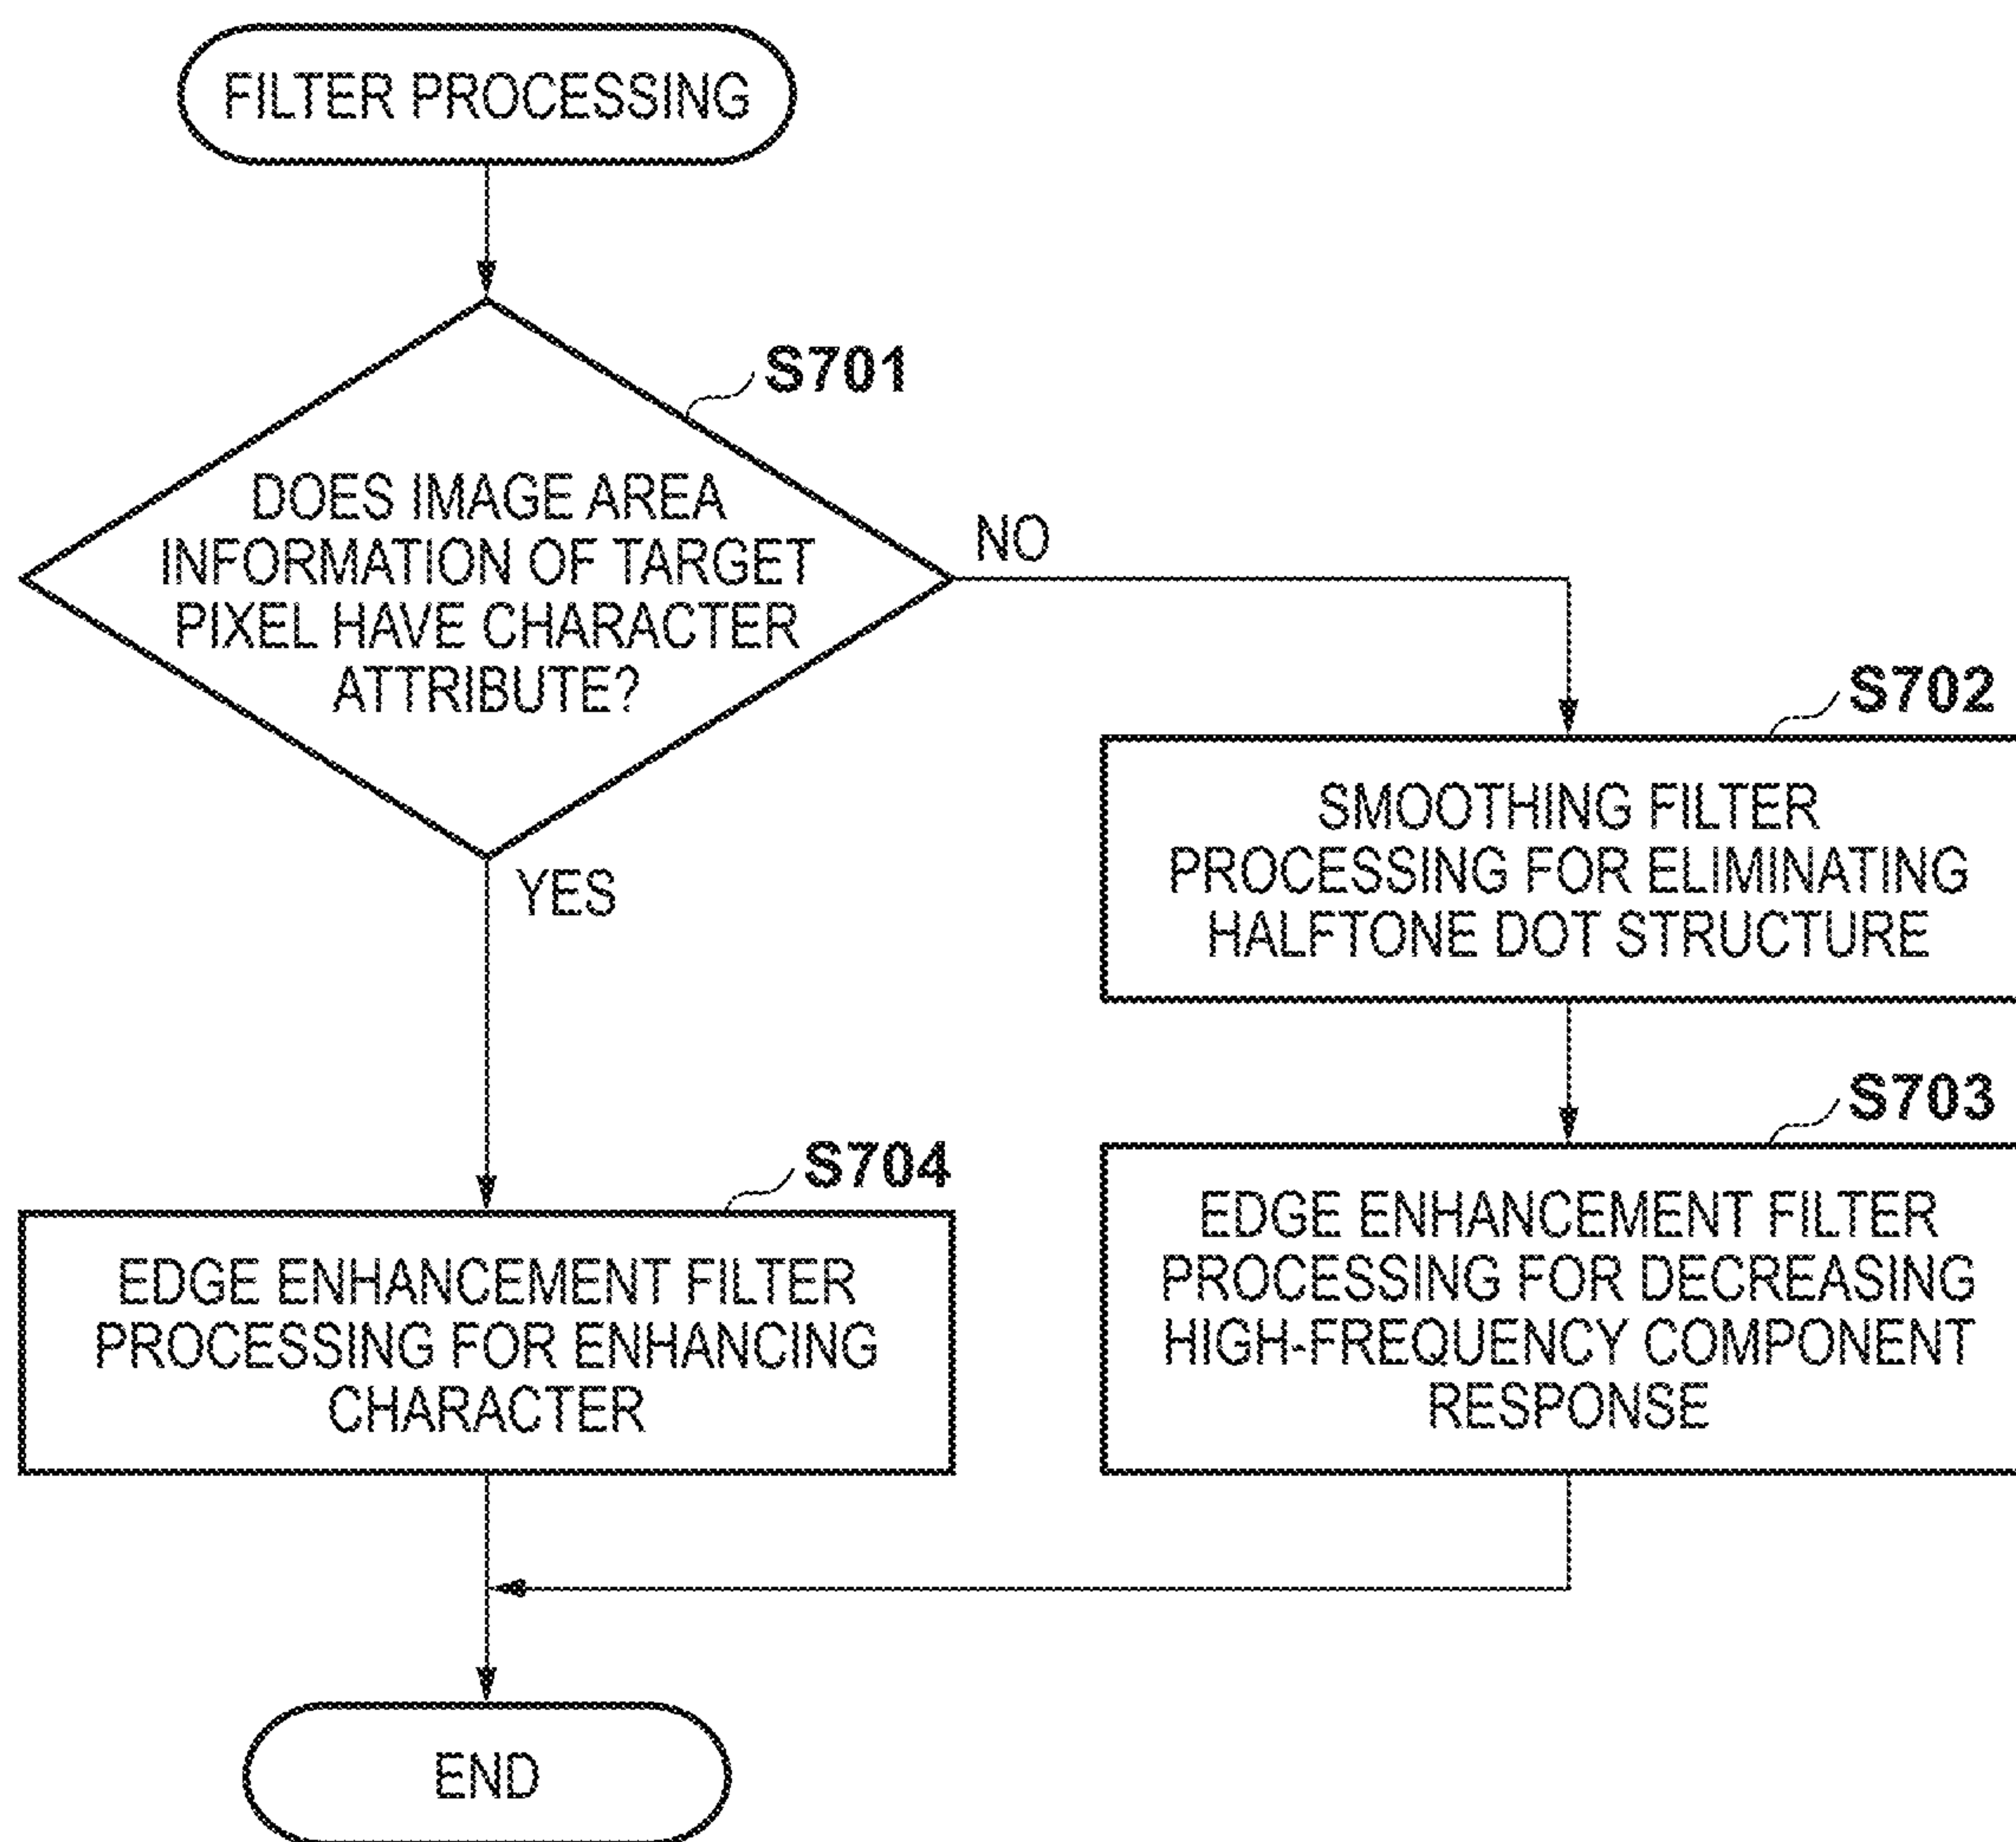 FILTER PROCESSING
S701
DOES IMAGE AREA
INFORMATION OF TARGET
PIXEL HAVE CHARACTER
ATTRIBUTE?
NO
YES
S702
SMOOTHING FILTER
PROCESSING FOR ELIMINATING
HALFTONE DOT STRUCTURE
S703
EDGE ENHANCEMENT FILTER
PROCESSING FOR DECREASING
HIGH-FREQUENCY COMPONENT
RESPONSE
S704
EDGE ENHANCEMENT FILTER
PROCESSING FOR ENHANCING
CHARACTER
END